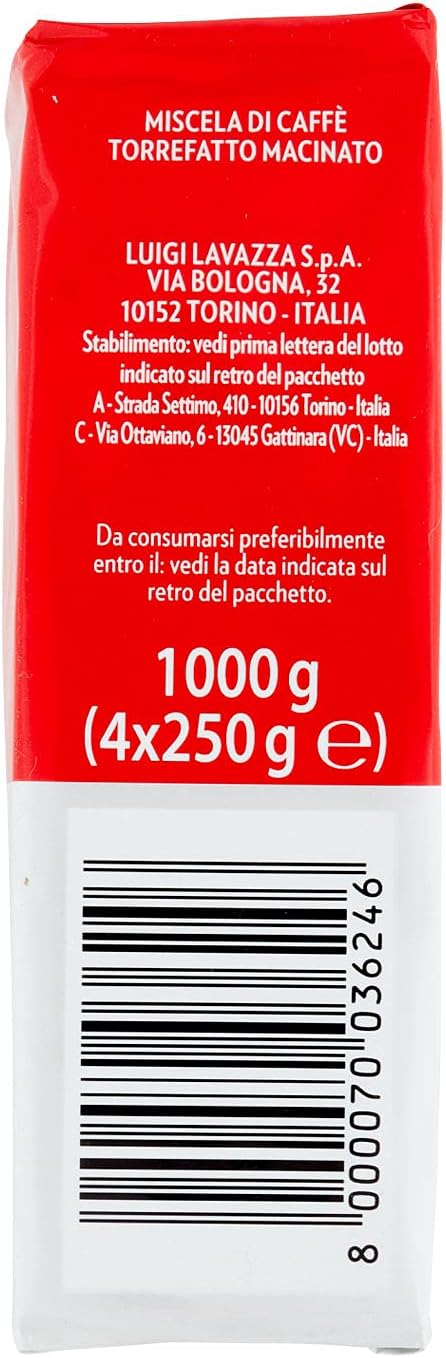 MISCELA DI CAFFÈ
TORREFATTO MACINATO
LUIGI LAVAZZA S.p.A.
VIA BOLOGNA, 32
10152 TORINO - ITALIA
Stabilimento: vedi prima lettera del lotto
indicato sul retro del pacchetto
A - Strada Settimo, 410 - 10156 Torino - Italia
C - Via Ottaviano, 6 - 13045 Gattinara (VC) - Italia
Da consumarsi preferibilmente
entro il: vedi la data indicata sul
retro del pacchetto.
1000 g
(4x250 g ℮)
8 000070 036246